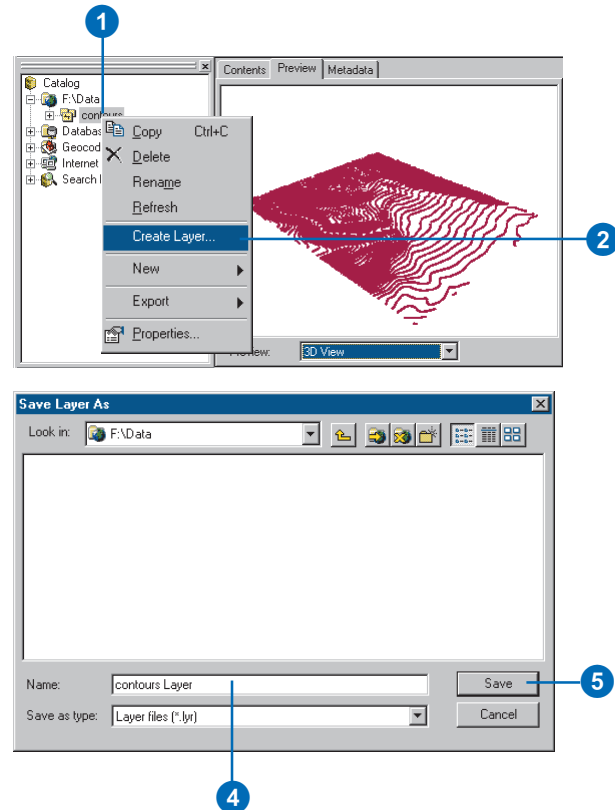 1
Contents Preview Metadata
Catalog
F:\Data
contours
Databas
Geocod
Internet
Search
Copy Ctrl+C
Delete
Rename
Refresh
Create Layer...
2
New
Export
Properties...
Preview: 3D View
Save Layer As
Look in: F:\Data
Name: contours Layer
Save
5
Save as type: Layer files (*.lyr)
Cancel
4